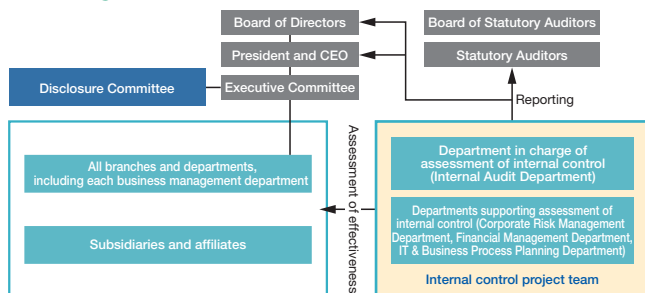 Board of Directors
Board of Statutory Auditors
President and CEO
Statutory Auditors
Disclosure Committee
Executive Committee
Reporting
All branches and departments,
including each business management department
Subsidiaries and affiliates
Assessment of effectiveness
Department in charge of
assessment of internal control
(Internal Audit Department)
Departments supporting assessment of
internal control (Corporate Risk Management
Department, Financial Management Department,
IT & Business Process Planning Department)
Internal control project team